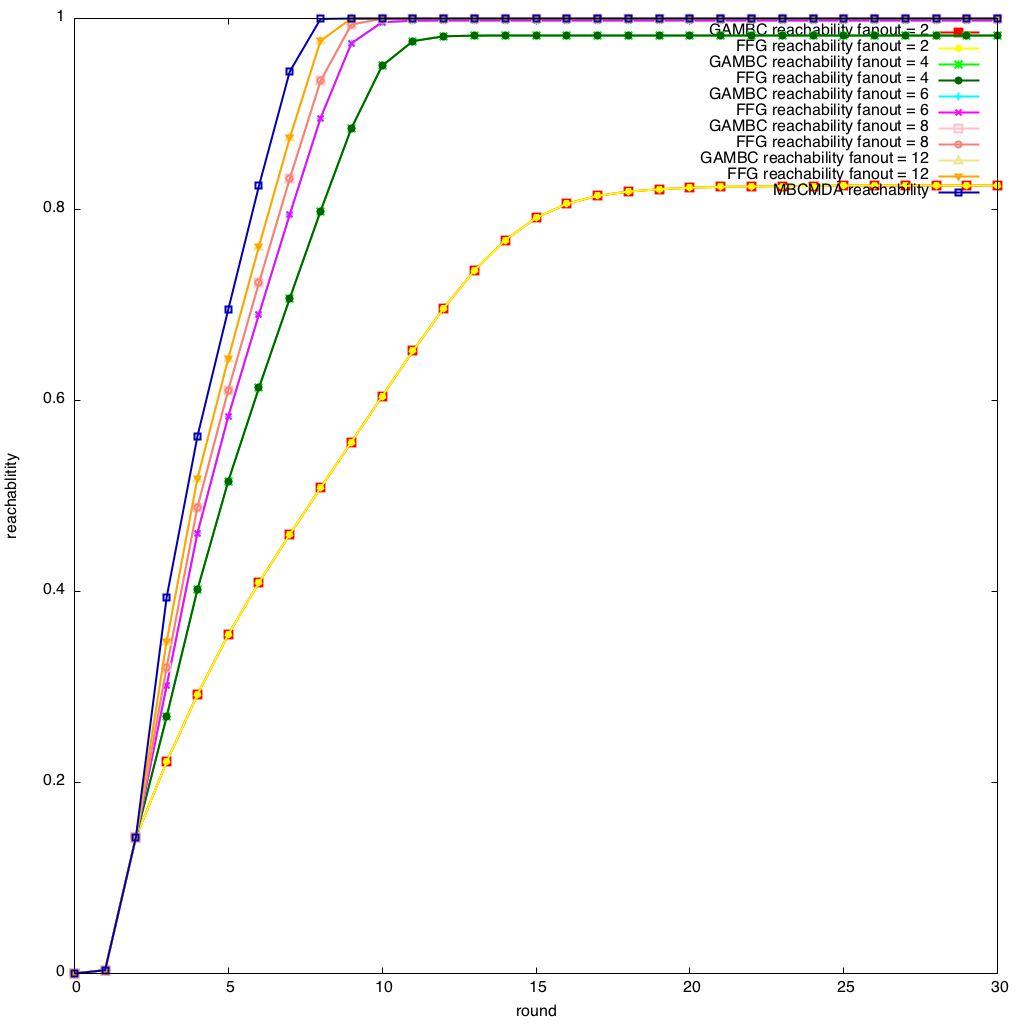 1
GAMBC reachability fanout = 2
FFG reachability fanout = 2
GAMBC reachability fanout = 4
FFG reachability fanout = 4
GAMBC reachability fanout = 6
FFG reachability fanout = 6
GAMBC reachability fanout = 8
FFG reachability fanout = 8
GAMBC reachability fanout = 12
FFG reachability fanout = 12
MBCMDA reachability
0.8
0.6
0.4
0.2
0
reachablitity
0 5 10 15 20 25 30
round